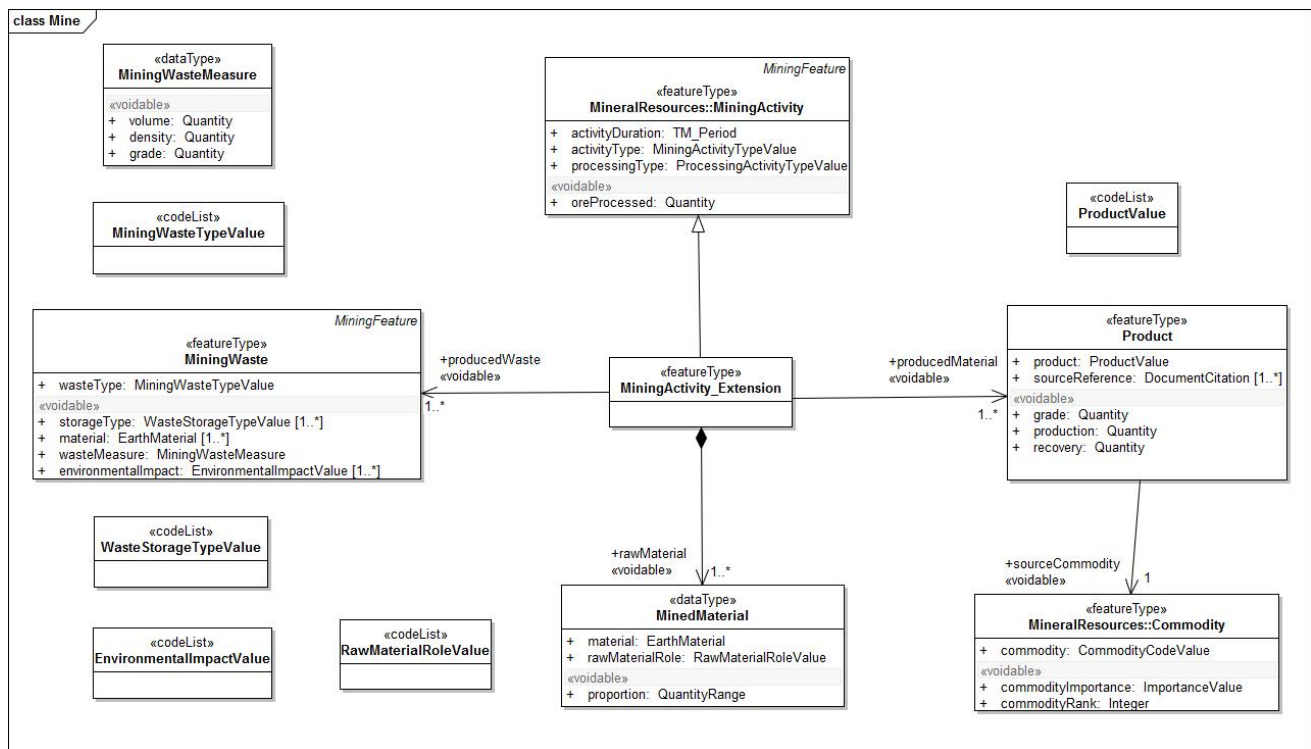 class Mine
«dataType»
MiningWasteMeasure
«voidable»
+ volume: Quantity
+ density: Quantity
+ grade: Quantity
MiningFeature
«featureType»
MineralResources::MiningActivity
+ activityDuration: TM_Period
+ activityType: MiningActivityTypeValue
+ processingType: ProcessingActivityTypeValue
«voidable»
+ oreProcessed: Quantity
«codeList»
ProductValue
«codeList»
MiningWasteTypeValue
MiningFeature
«featureType»
MiningWaste
+ wasteType: MiningWasteTypeValue
«voidable»
+ storageType: WasteStorageTypeValue [1..*]
+ material: EarthMaterial [1..*]
+ wasteMeasure: MiningWasteMeasure
+ environmentalImpact: EnvironmentalImpactValue [1..*]
+producedWaste
«voidable»
1..*
«featureType»
MiningActivity_Extension
+producedMaterial
«voidable»
1..*
«featureType»
Product
+ product: ProductValue
+ sourceReference: DocumentCitation [1..*]
«voidable»
+ grade: Quantity
+ production: Quantity
+ recovery: Quantity
«codeList»
WasteStorageTypeValue
+rawMaterial
«voidable»
1..*
+sourceCommodity
«voidable»
1
«codeList»
EnvironmentalImpactValue
«codeList»
RawMaterialRoleValue
«dataType»
MinedMaterial
+ material: EarthMaterial
+ rawMaterialRole: RawMaterialRoleValue
«voidable»
+ proportion: QuantityRange
«featureType»
MineralResources::Commodity
+ commodity: CommodityCodeValue
«voidable»
+ commodityImportance: ImportanceValue
+ commodityRank: Integer